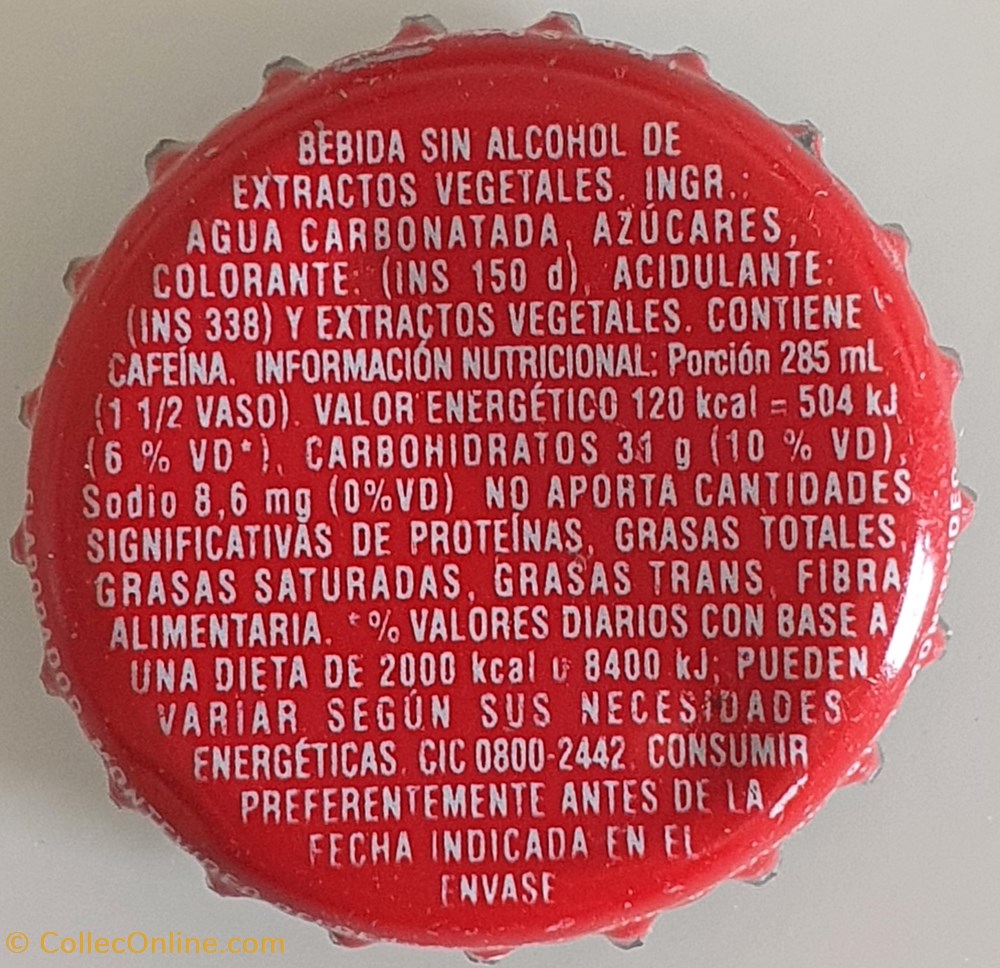 BEBIDA SIN ALCOHOL DE
EXTRACTOS VEGETALES. INGR.:
AGUA CARBONATADA, AZÚCARES,
COLORANTE: (INS 150 d), ACIDULANTE:
(INS 338) Y EXTRACTOS VEGETALES. CONTIENE
CAFEÍNA. INFORMACIÓN NUTRICIONAL: Porción 285 mL
(1 1/2 VASO). VALOR ENERGÉTICO 120 kcal = 504 kJ
(6 % VD*), CARBOHIDRATOS 31 g (10 % VD),
Sodio 8,6 mg (0%VD) NO APORTA CANTIDADES
SIGNIFICATIVAS DE PROTEÍNAS, GRASAS TOTALES,
GRASAS SATURADAS, GRASAS TRANS, FIBRA
ALIMENTARIA. *% VALORES DIARIOS CON BASE A
UNA DIETA DE 2000 kcal u 8400 kJ; PUEDEN
VARIAR SEGÚN SUS NECESIDADES
ENERGÉTICAS. CIC 0800-2442. CONSUMIR
PREFERENTEMENTE ANTES DE LA
FECHA INDICADA EN EL
ENVASE
© CollecOnline.com